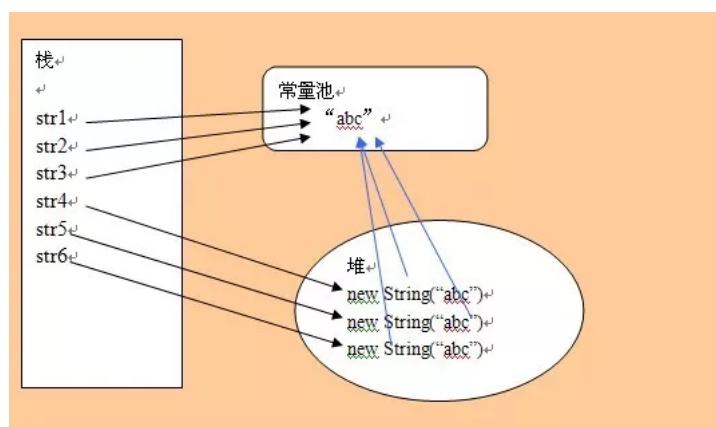 栈
str1
str2
str3
str4
str5
str6
常量池
“abc”
堆
new String(“abc”)
new String(“abc”)
new String(“abc”)